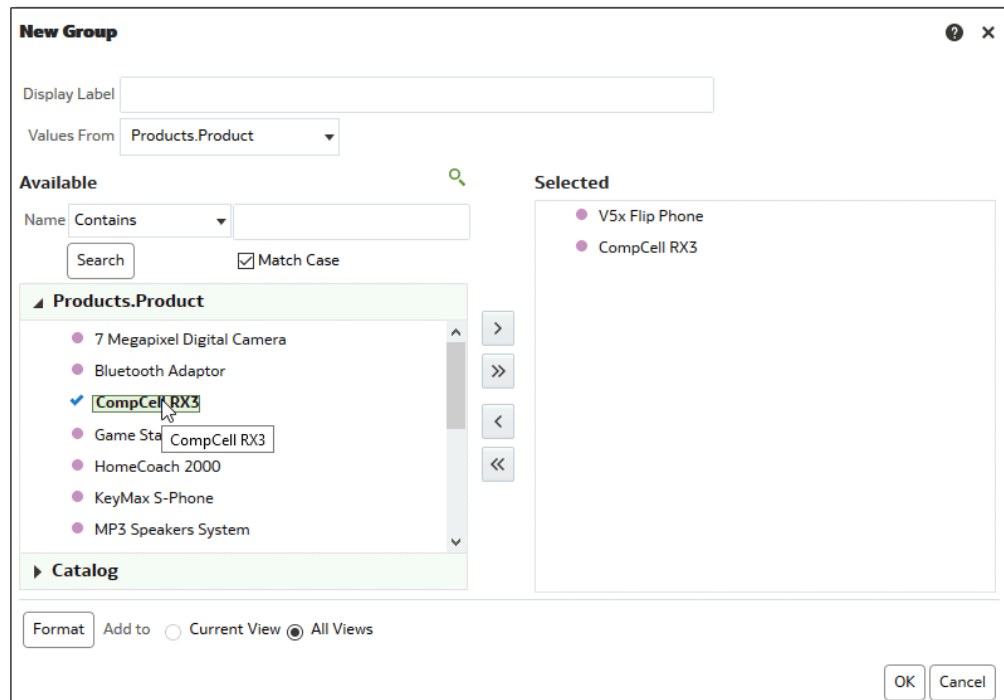 New Group
Display Label
Values From Products.Product
Available
Selected
Name Contains
Search Match Case
Products.Product
7 Megapixel Digital Camera
Bluetooth Adaptor
CompCell RX3
Game Sta
CompCell RX3
HomeCoach 2000
KeyMax S-Phone
MP3 Speakers System
Catalog
V5x Flip Phone
CompCell RX3
Format Add to Current View All Views
OK Cancel